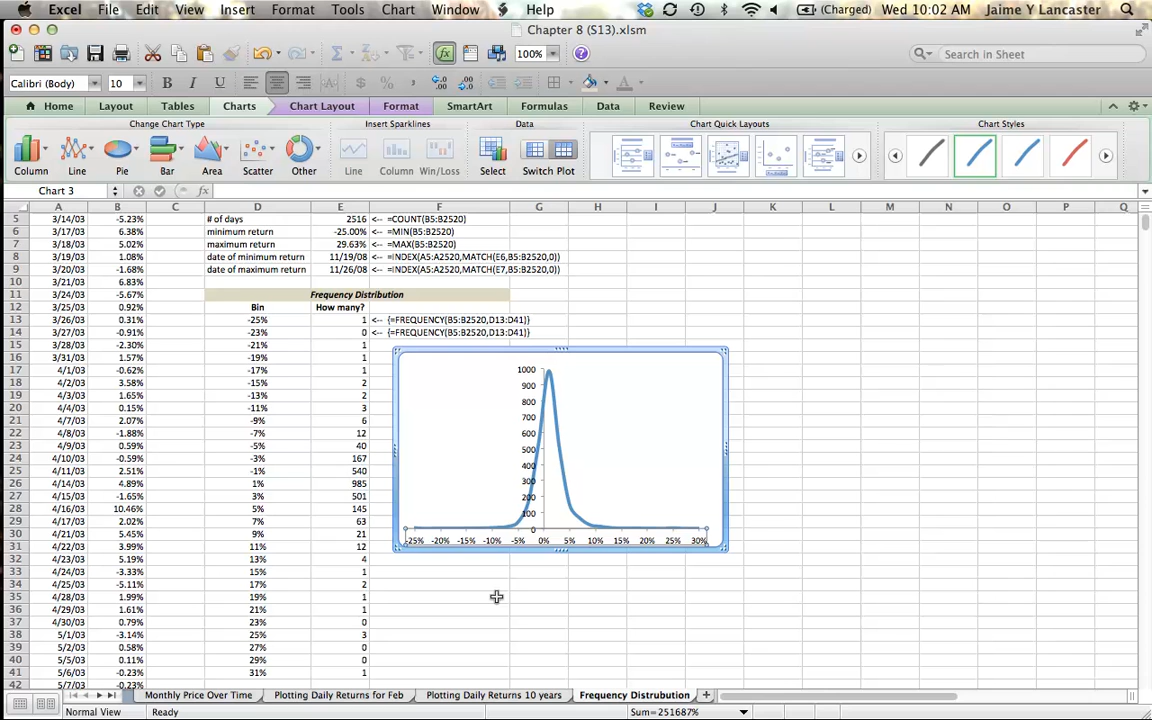 Excel File Edit View Insert Format Tools Chart Window Help (Charged) Wed 10:02 AM Jaime Y Lancaster
Chapter 8 (S13).xlsm
100% Search in Sheet
Calibri (Body) 10 B I U
Home Layout Tables Charts Chart Layout Format SmartArt Formulas Data Review
Change Chart Type Insert Sparklines Data Chart Quick Layouts Chart Styles
Column Line Pie Bar Area Scatter Other Line Column Win/Loss Select Switch Plot
Chart 3 fx
A B C D E F G H I J K L M N O P Q
5 3/14/03 -5.23% # of days 2516 <-- =COUNT(B5:B2520)
6 3/17/03 6.38% minimum return -25.00% <-- =MIN(B5:B2520)
7 3/18/03 5.02% maximum return 29.63% <-- =MAX(B5:B2520)
8 3/19/03 1.08% date of minimum return 11/19/08 <-- =INDEX(A5:A2520,MATCH(E6,B5:B2520,0))
9 3/20/03 -1.68% date of maximum return 11/26/08 <-- =INDEX(A5:A2520,MATCH(E7,B5:B2520,0))
10 3/21/03 6.83%
11 3/24/03 -5.67% Frequency Distribution
12 3/25/03 0.92% Bin How many?
13 3/26/03 0.31% -25% 1 <-- {=FREQUENCY(B5:B2520,D13:D41)}
14 3/27/03 -0.91% -23% 0 <-- {=FREQUENCY(B5:B2520,D13:D41)}
15 3/28/03 -2.30% -21% 1
16 3/31/03 1.57% -19% 1
17 4/1/03 -0.62% -17% 1
18 4/2/03 3.58% -15% 2
19 4/3/03 1.65% -13% 2
20 4/4/03 0.15% -11% 3
21 4/7/03 2.07% -9% 6
22 4/8/03 -1.88% -7% 12
23 4/9/03 0.59% -5% 40
24 4/10/03 -0.59% -3% 167
25 4/11/03 2.51% -1% 540
26 4/14/03 4.89% 1% 985
27 4/15/03 -1.65% 3% 501
28 4/16/03 10.46% 5% 145
29 4/17/03 2.02% 7% 63
30 4/21/03 5.45% 9% 21
31 4/22/03 3.99% 11% 12
32 4/23/03 5.19% 13% 4
33 4/24/03 -3.33% 15% 1
34 4/25/03 -5.11% 17% 2
35 4/28/03 1.99% 19% 1
36 4/29/03 1.61% 21% 1
37 4/30/03 0.79% 23% 0
38 5/1/03 -3.14% 25% 3
39 5/2/03 0.58% 27% 0
40 5/5/03 0.11% 29% 0
41 5/6/03 -0.23% 31% 1
42 5/7/03 -0.23%
1000
900
800
700
600
500
400
300
200
100
0
-25% -20% -15% -10% -5% 0% 5% 10% 15% 20% 25% 30%
Monthly Price Over Time Plotting Daily Returns for Feb Plotting Daily Returns 10 years Frequency Distrubution
Normal View Ready Sum=251687%